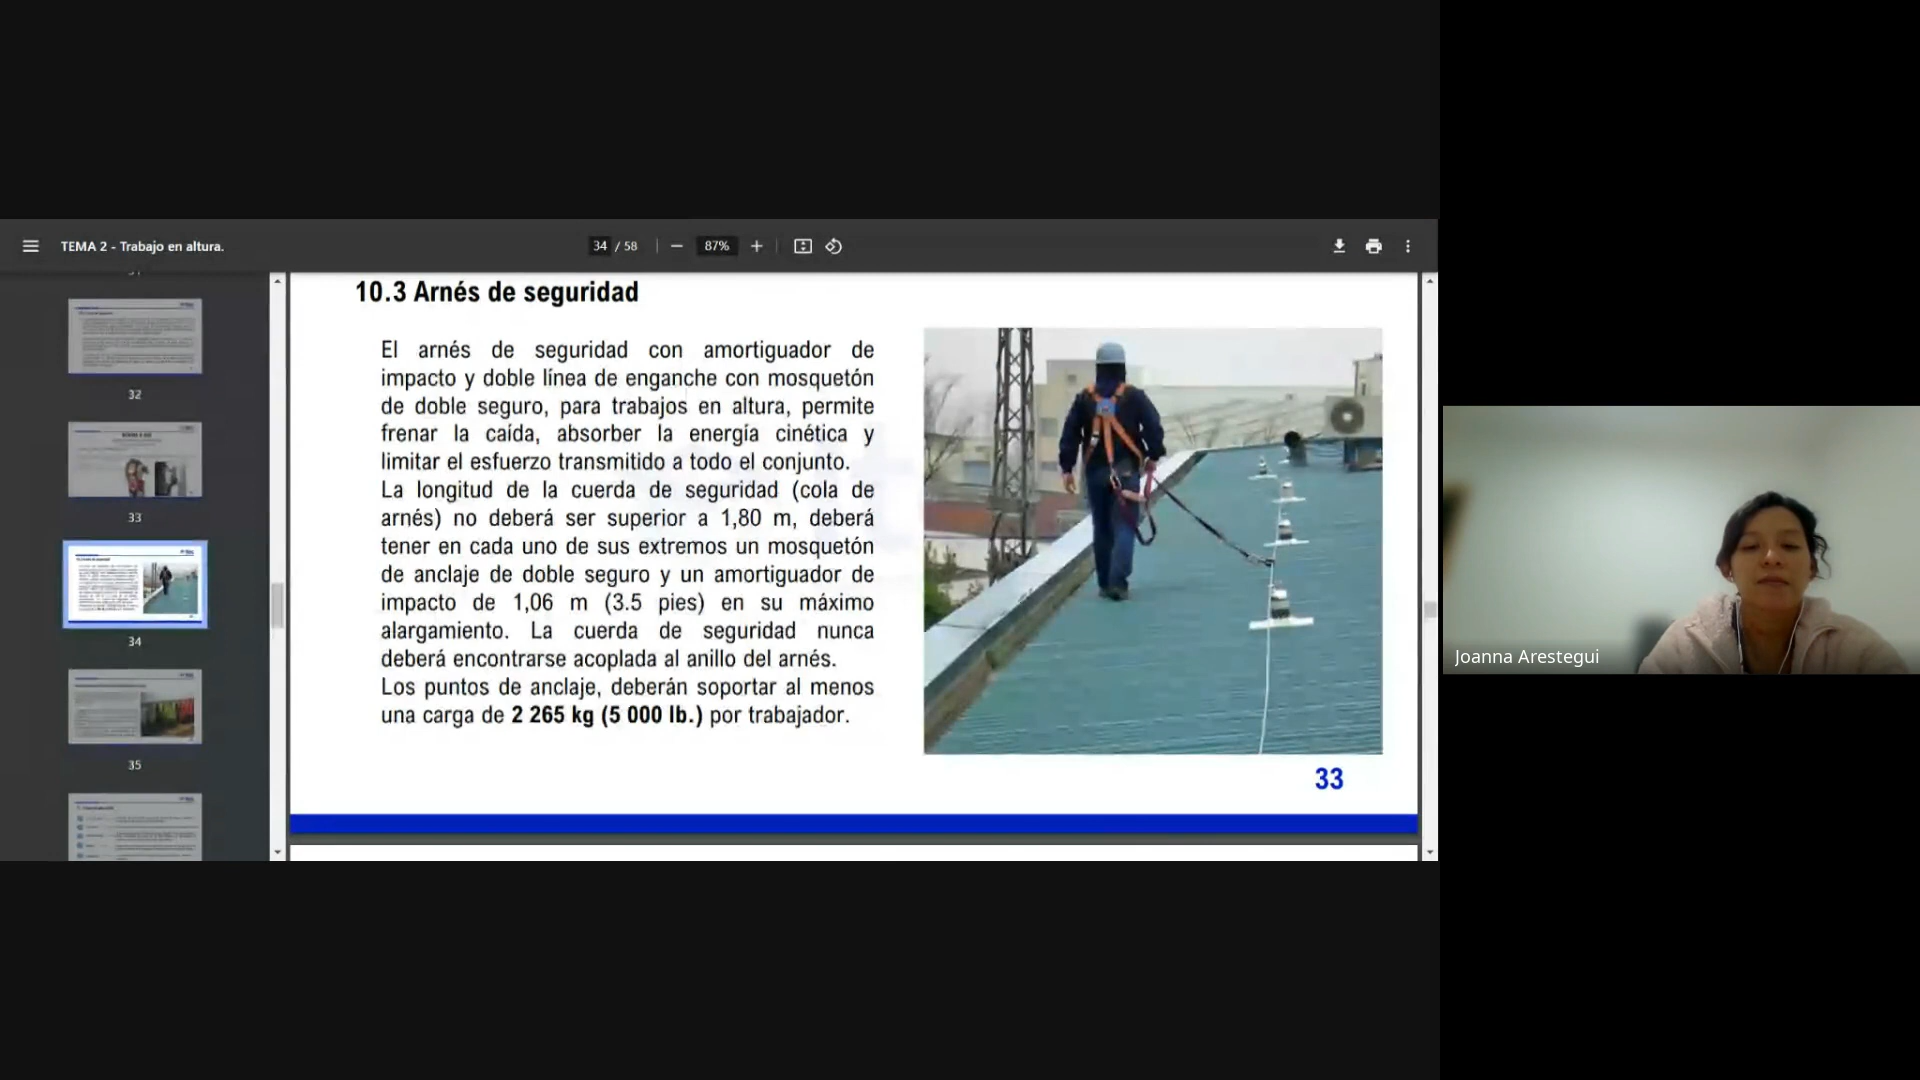 TEMA 2 - Trabajo en altura.
34 / 58
87%
32
33
34
35
10.3 Arnés de seguridad
El arnés de seguridad con amortiguador de
impacto y doble línea de enganche con mosquetón
de doble seguro, para trabajos en altura, permite
frenar la caída, absorber la energía cinética y
limitar el esfuerzo transmitido a todo el conjunto.
La longitud de la cuerda de seguridad (cola de
arnés) no deberá ser superior a 1,80 m, deberá
tener en cada uno de sus extremos un mosquetón
de anclaje de doble seguro y un amortiguador de
impacto de 1,06 m (3.5 pies) en su máximo
alargamiento. La cuerda de seguridad nunca
deberá encontrarse acoplada al anillo del arnés.
Los puntos de anclaje, deberán soportar al menos
una carga de 2 265 kg (5 000 lb.) por trabajador.
33
Joanna Arestegui